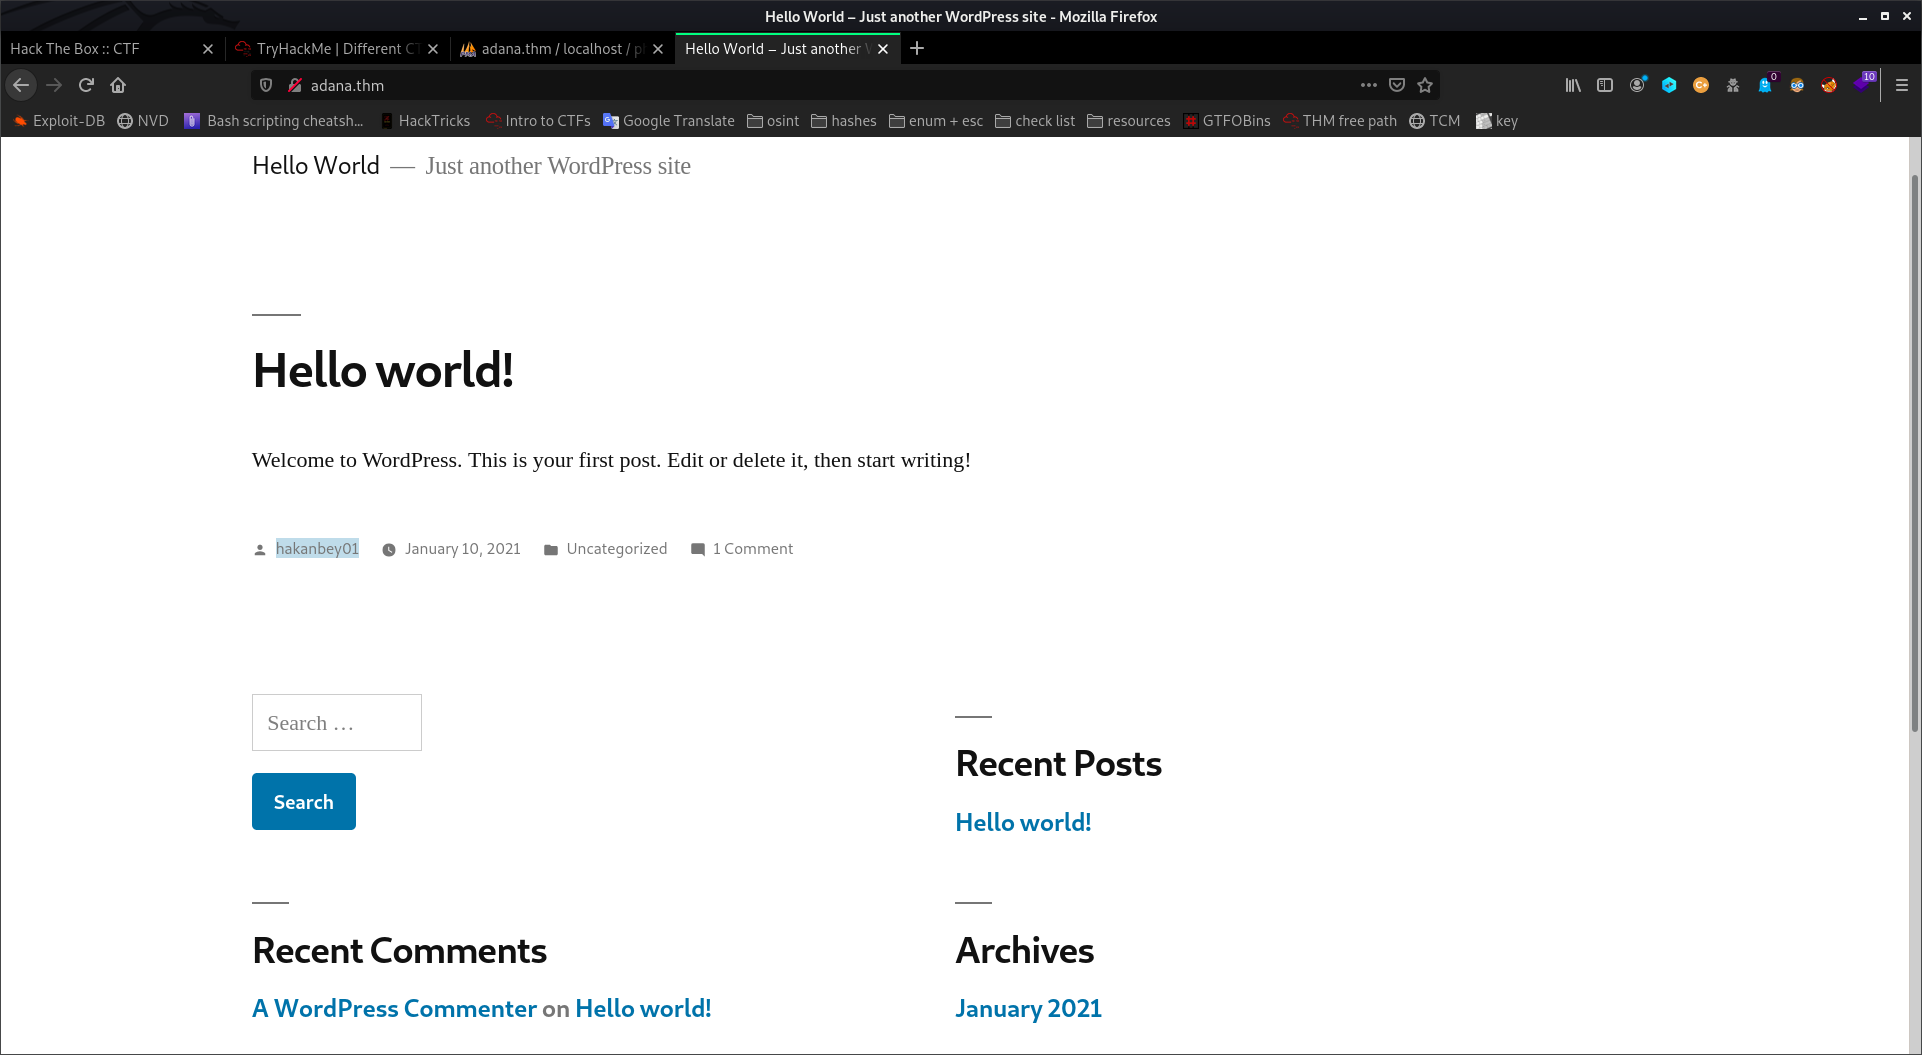 Hello World – Just another WordPress site - Mozilla Firefox
Hack The Box :: CTF
TryHackMe | Different C
adana.thm / localhost / p
Hello World – Just another
adana.thm
0
10
Exploit-DB NVD Bash scripting cheatsh... HackTricks Intro to CTFs Google Translate osint hashes enum + esc check list resources GTFOBins THM free path TCM key
Hello World — Just another WordPress site
Hello world!
Welcome to WordPress. This is your first post. Edit or delete it, then start writing!
hakanbey01 January 10, 2021 Uncategorized 1 Comment
Search …
Search
Recent Posts
Hello world!
Recent Comments
A WordPress Commenter on Hello world!
Archives
January 2021